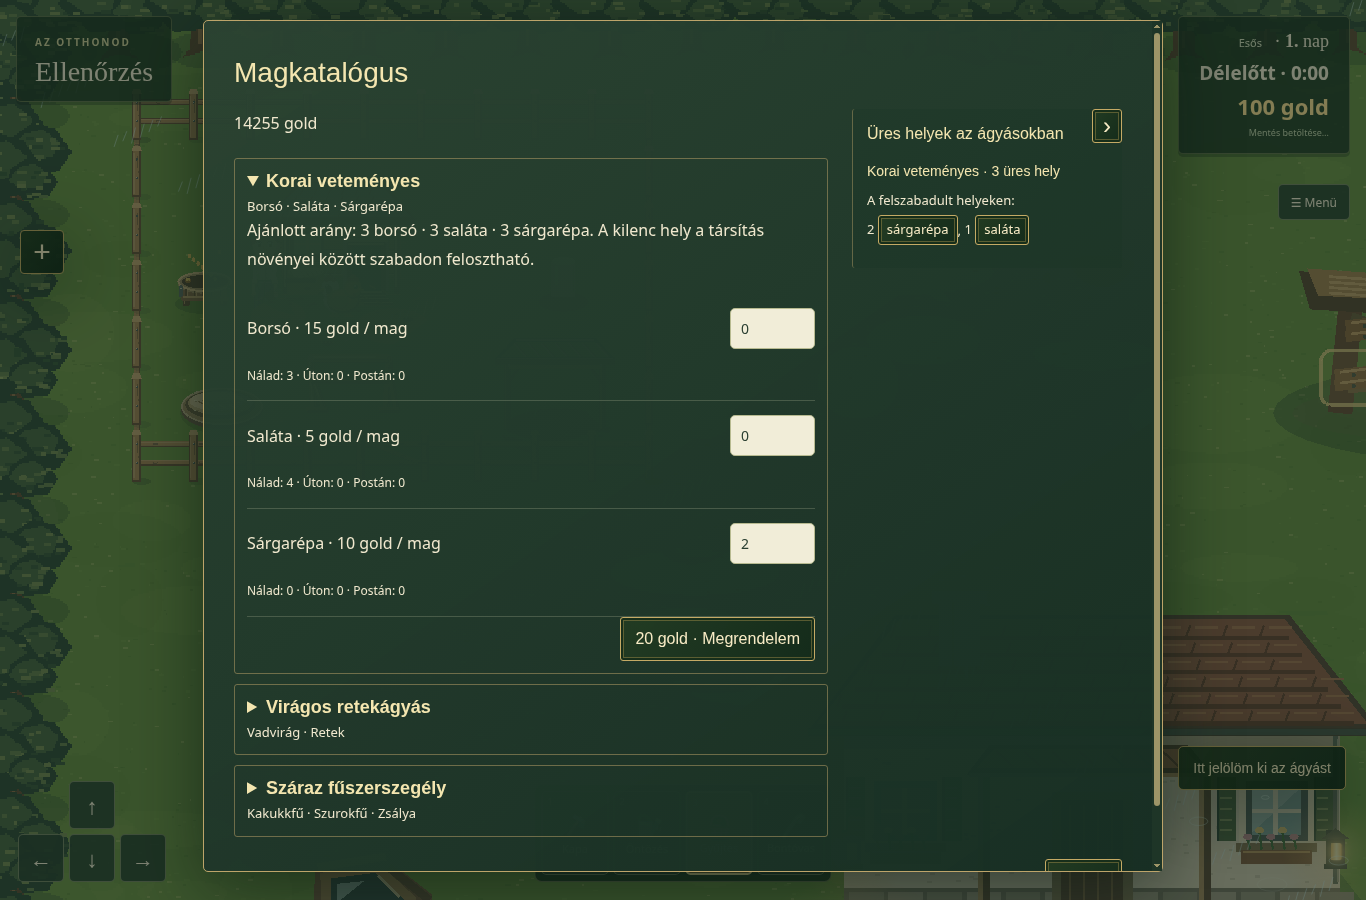 AZ OTTHONOD
Ellenőrzés
Esős · 1. nap
Délelőtt · 0:00
100 gold
Mentés betöltése…
☰ Menü
Magkatalógus
14255 gold
▼ Korai veteményes
Borsó · Saláta · Sárgarépa
Ajánlott arány: 3 borsó · 3 saláta · 3 sárgarépa. A kilenc hely a társítás
növényei között szabadon felosztható.
Borsó · 15 gold / mag
0
Nálad: 3 · Úton: 0 · Postán: 0
Saláta · 5 gold / mag
0
Nálad: 4 · Úton: 0 · Postán: 0
Sárgarépa · 10 gold / mag
2
Nálad: 0 · Úton: 0 · Postán: 0
20 gold · Megrendelem
▶ Virágos retekágyás
Vadvirág · Retek
▶ Száraz fűszerszegély
Kakukkfű · Szurokfű · Zsálya
Üres helyek az ágyásokban
›
Korai veteményes · 3 üres hely
A felszabadult helyeken:
2 sárgarépa, 1 saláta
+
Itt jelölöm ki az ágyást
↑
← ↓ →